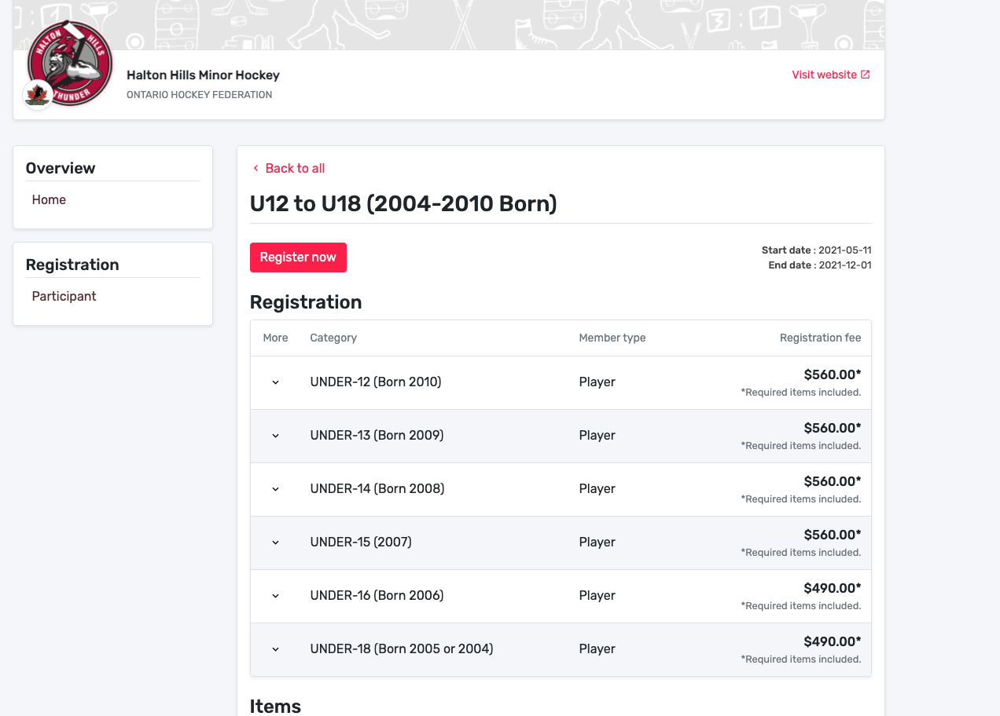 3:1
HALTON HILLS
THUNDER
Halton Hills Minor Hockey
ONTARIO HOCKEY FEDERATION
Visit website
Overview
Home
Registration
Participant
Back to all
U12 to U18 (2004-2010 Born)
Register now
Start date : 2021-05-11
End date : 2021-12-01
Registration
More Category Member type Registration fee
UNDER-12 (Born 2010) Player $560.00*
*Required items included.
UNDER-13 (Born 2009) Player $560.00*
*Required items included.
UNDER-14 (Born 2008) Player $560.00*
*Required items included.
UNDER-15 (2007) Player $560.00*
*Required items included.
UNDER-16 (Born 2006) Player $490.00*
*Required items included.
UNDER-18 (Born 2005 or 2004) Player $490.00*
*Required items included.
Items